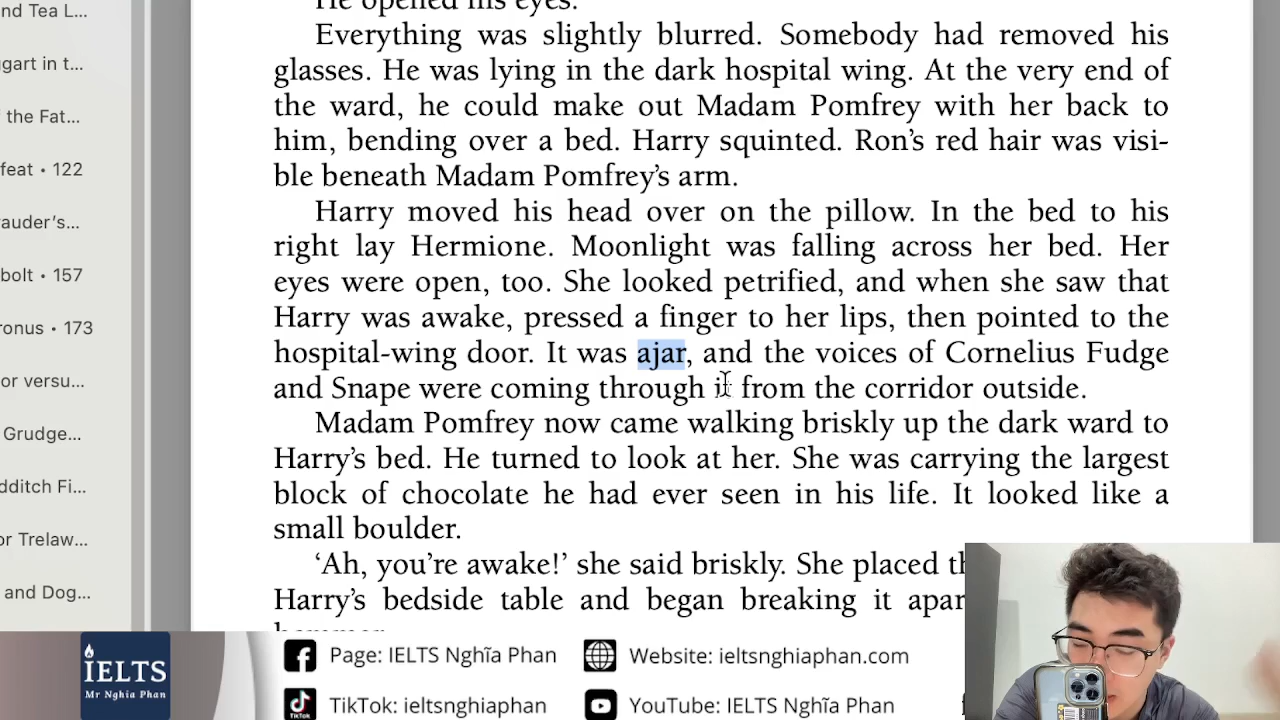 He opened his eyes.
Everything was slightly blurred. Somebody had removed his
glasses. He was lying in the dark hospital wing. At the very end of
the ward, he could make out Madam Pomfrey with her back to
him, bending over a bed. Harry squinted. Ron’s red hair was visi-
ble beneath Madam Pomfrey’s arm.
Harry moved his head over on the pillow. In the bed to his
right lay Hermione. Moonlight was falling across her bed. Her
eyes were open, too. She looked petrified, and when she saw that
Harry was awake, pressed a finger to her lips, then pointed to the
hospital-wing door. It was ajar, and the voices of Cornelius Fudge
and Snape were coming through it from the corridor outside.
Madam Pomfrey now came walking briskly up the dark ward to
Harry’s bed. He turned to look at her. She was carrying the largest
block of chocolate he had ever seen in his life. It looked like a
small boulder.
‘Ah, you’re awake!’ she said briskly. She placed th
Harry’s bedside table and began breaking it apar
nd Tea L...
gart in t...
the Fat...
feat • 122
rauder’s...
bolt • 157
ronus • 173
or versu...
Grudge...
dditch Fi...
or Trelaw...
and Dog...
IELTS
Mr Nghia Phan
Page: IELTS Nghĩa Phan
Website: ieltsnghiaphan.com
TikTok
TikTok: ieltsnghiaphan
YouTube: IELTS Nghĩa Phan